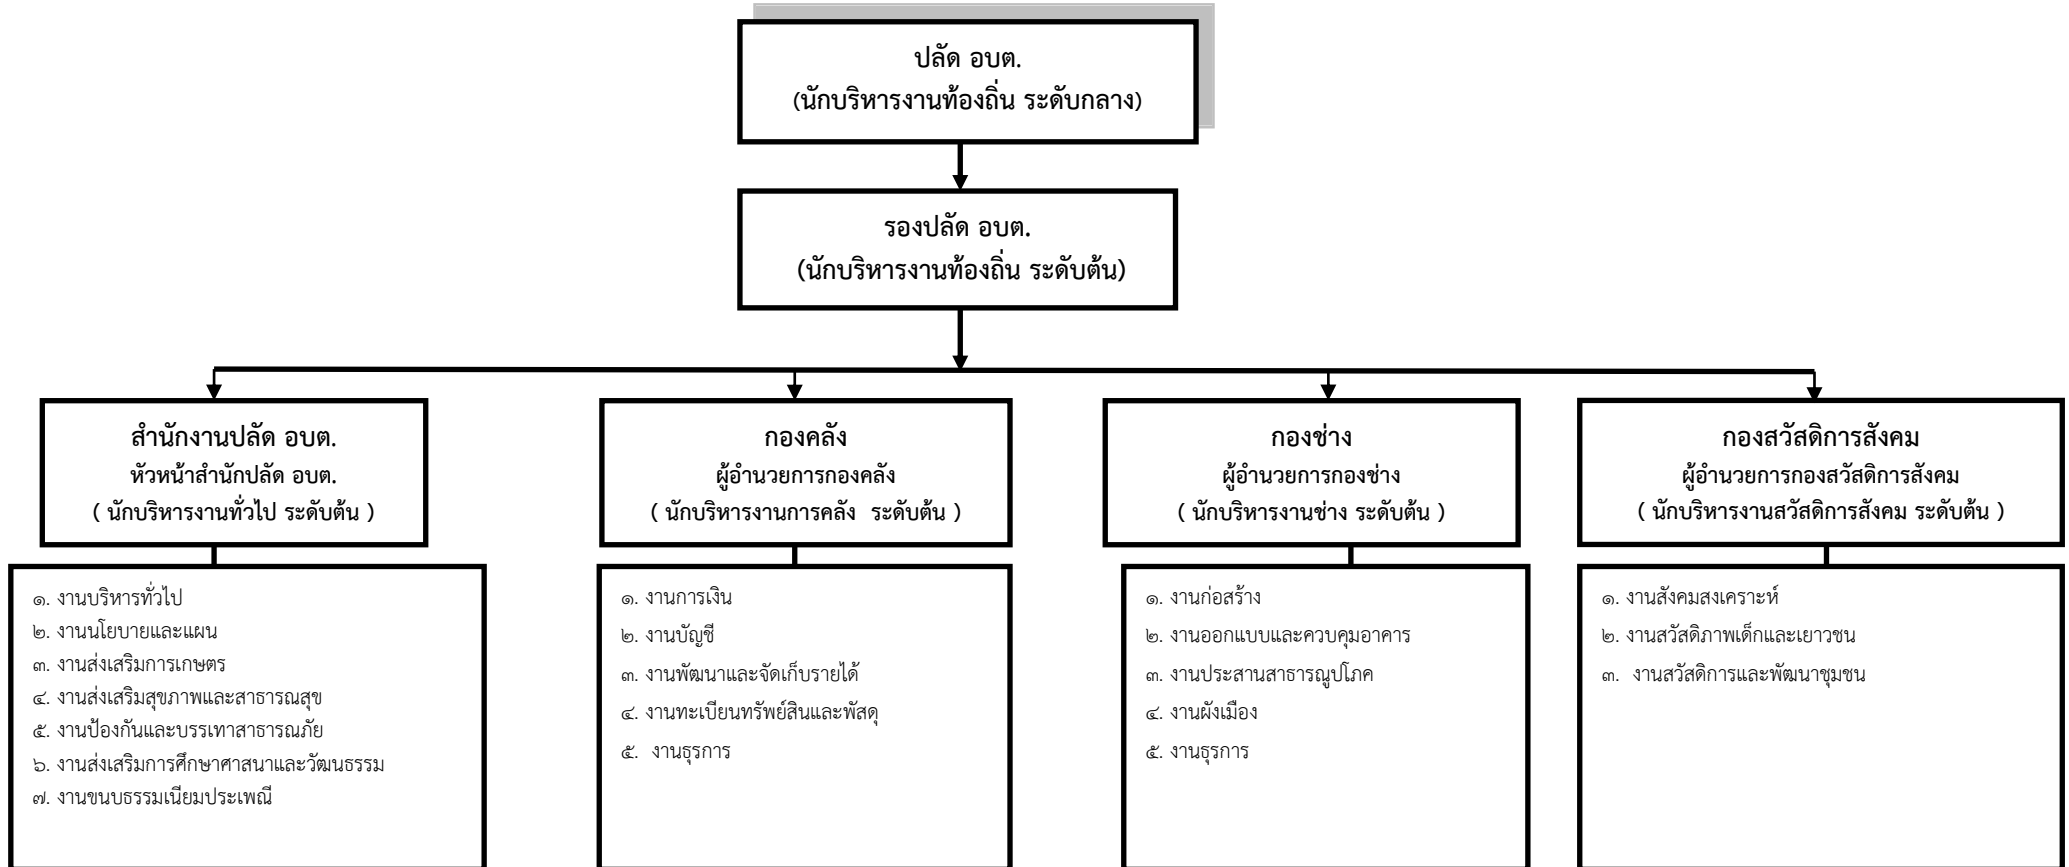 ปลัด อบต.
(นักบริหารงานท้องถิ่น ระดับกลาง)
รองปลัด อบต.
(นักบริหารงานท้องถิ่น ระดับต้น)
สำนักงานปลัด อบต.
หัวหน้าสำนักปลัด อบต.
( นักบริหารงานทั่วไป ระดับต้น )
๑. งานบริหารทั่วไป
๒. งานนโยบายและแผน
๓. งานส่งเสริมการเกษตร
๔. งานส่งเสริมสุขภาพและสาธารณสุข
๕. งานป้องกันและบรรเทาสาธารณภัย
๖. งานส่งเสริมการศึกษาศาสนาและวัฒนธรรม
๗. งานขนบธรรมเนียมประเพณี
กองคลัง
ผู้อำนวยการกองคลัง
( นักบริหารงานการคลัง ระดับต้น )
๑. งานการเงิน
๒. งานบัญชี
๓. งานพัฒนาและจัดเก็บรายได้
๔. งานทะเบียนทรัพย์สินและพัสดุ
๕. งานธุรการ
กองช่าง
ผู้อำนวยการกองช่าง
( นักบริหารงานช่าง ระดับต้น )
๑. งานก่อสร้าง
๒. งานออกแบบและควบคุมอาคาร
๓. งานประสานสาธารณูปโภค
๔. งานผังเมือง
๕. งานธุรการ
กองสวัสดิการสังคม
ผู้อำนวยการกองสวัสดิการสังคม
( นักบริหารงานสวัสดิการสังคม ระดับต้น )
๑. งานสังคมสงเคราะห์
๒. งานสวัสดิภาพเด็กและเยาวชน
๓. งานสวัสดิการและพัฒนาชุมชน